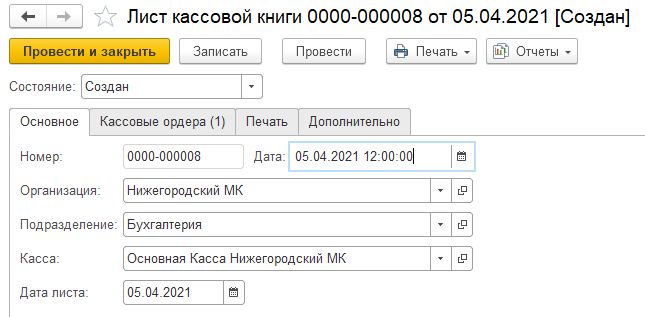 Лист кассовой книги 0000-000008 от 05.04.2021 [Создан]
Провести и закрыть Записать Провести Печать Отчеты
Состояние: Создан
Основное Кассовые ордера (1) Печать Дополнительно
Номер: 0000-000008 Дата: 05.04.2021 12:00:00
Организация: Нижегородский МК
Подразделение: Бухгалтерия
Касса: Основная Касса Нижегородский МК
Дата листа: 05.04.2021